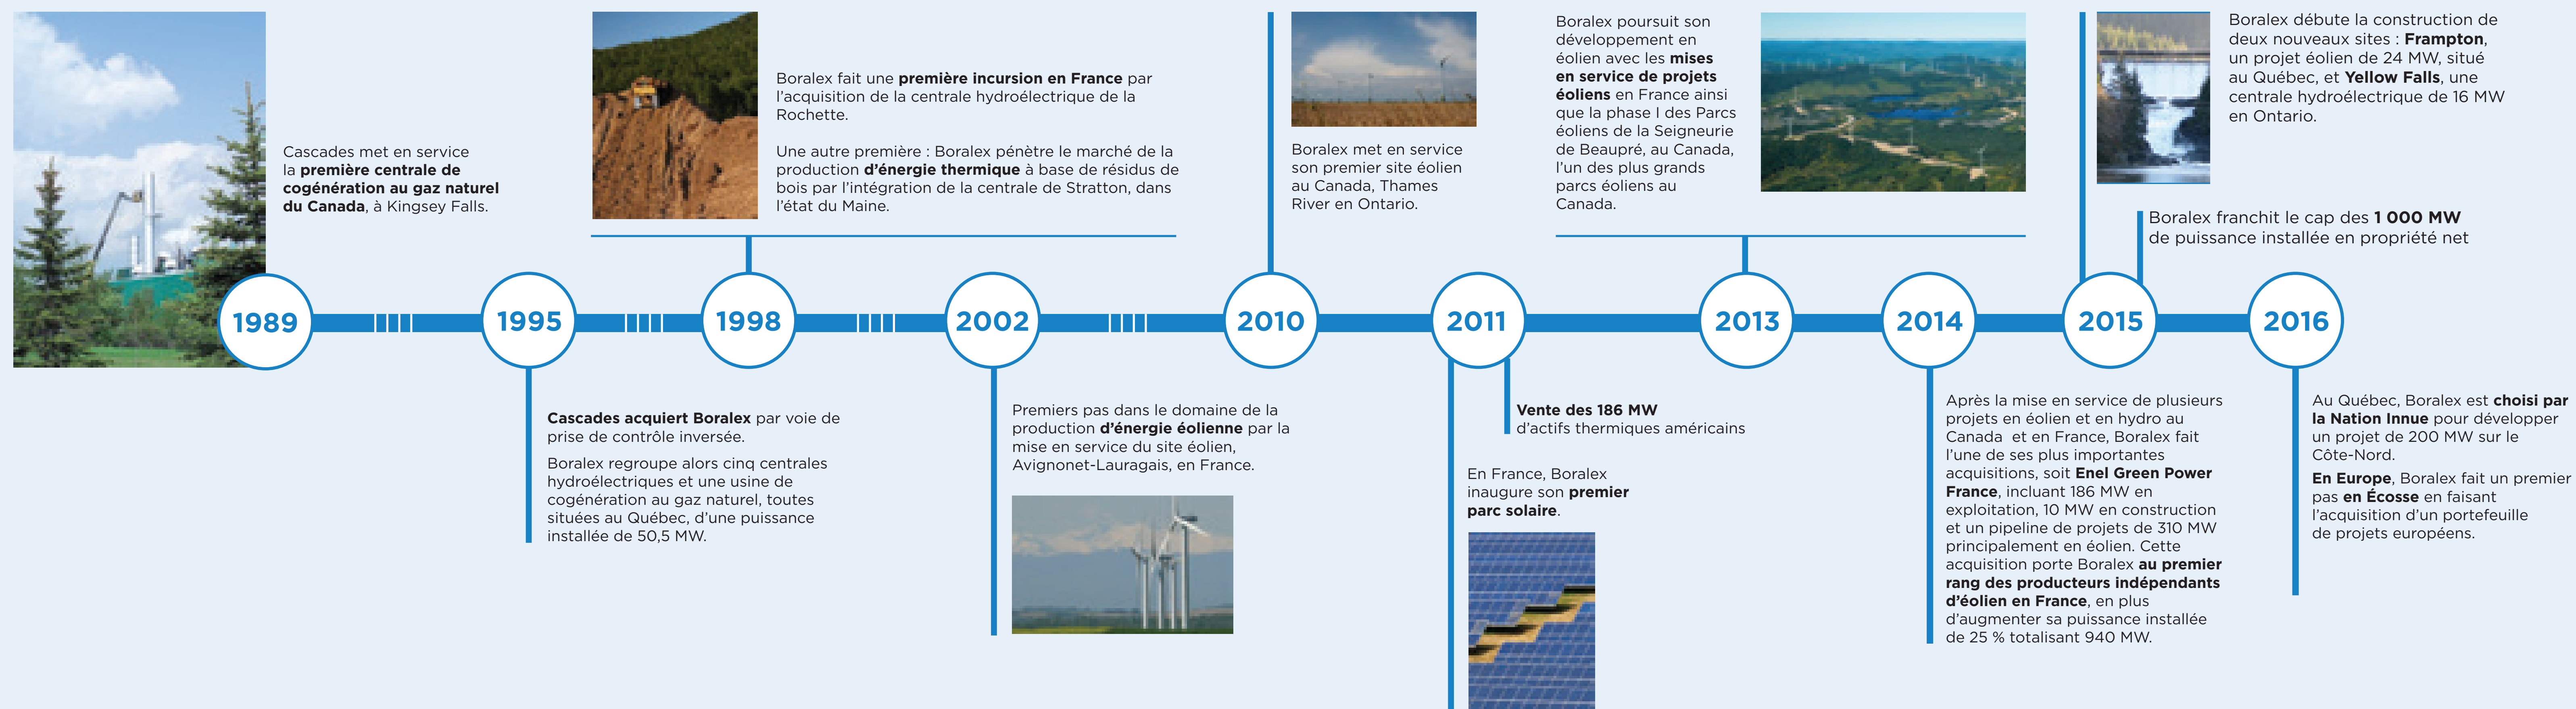 Cascades met en service
la première centrale de
cogénération au gaz naturel
du Canada, à Kingsey Falls.
1989
1995
Cascades acquiert Boralex par voie de
prise de contrôle inversée.
Boralex regroupe alors cinq centrales
hydroélectriques et une usine de
cogénération au gaz naturel, toutes
situées au Québec, d’une puissance
installée de 50,5 MW.
Boralex fait une première incursion en France par
l’acquisition de la centrale hydroélectrique de la
Rochette.
Une autre première : Boralex pénètre le marché de la
production d’énergie thermique à base de résidus de
bois par l’intégration de la centrale de Stratton, dans
l’état du Maine.
1998
2002
Premiers pas dans le domaine de la
production d’énergie éolienne par la
mise en service du site éolien,
Avignonet-Lauragais, en France.
Boralex met en service
son premier site éolien
au Canada, Thames
River en Ontario.
2010
2011
Vente des 186 MW
d’actifs thermiques américains
En France, Boralex
inaugure son premier
parc solaire.
Boralex poursuit son
développement en
éolien avec les mises
en service de projets
éoliens en France ainsi
que la phase I des Parcs
éoliens de la Seigneurie
de Beaupré, au Canada,
l’un des plus grands
parcs éoliens au
Canada.
2013
2014
Après la mise en service de plusieurs
projets en éolien et en hydro au
Canada et en France, Boralex fait
l’une de ses plus importantes
acquisitions, soit Enel Green Power
France, incluant 186 MW en
exploitation, 10 MW en construction
et un pipeline de projets de 310 MW
principalement en éolien. Cette
acquisition porte Boralex au premier
rang des producteurs indépendants
d’éolien en France, en plus
d’augmenter sa puissance installée
de 25 % totalisant 940 MW.
Boralex débute la construction de
deux nouveaux sites : Frampton,
un projet éolien de 24 MW, situé
au Québec, et Yellow Falls, une
centrale hydroélectrique de 16 MW
en Ontario.
Boralex franchit le cap des 1 000 MW
de puissance installée en propriété net
2015
2016
Au Québec, Boralex est choisi par
la Nation Innue pour développer
un projet de 200 MW sur le
Côte-Nord.
En Europe, Boralex fait un premier
pas en Écosse en faisant
l’acquisition d’un portefeuille
de projets européens.